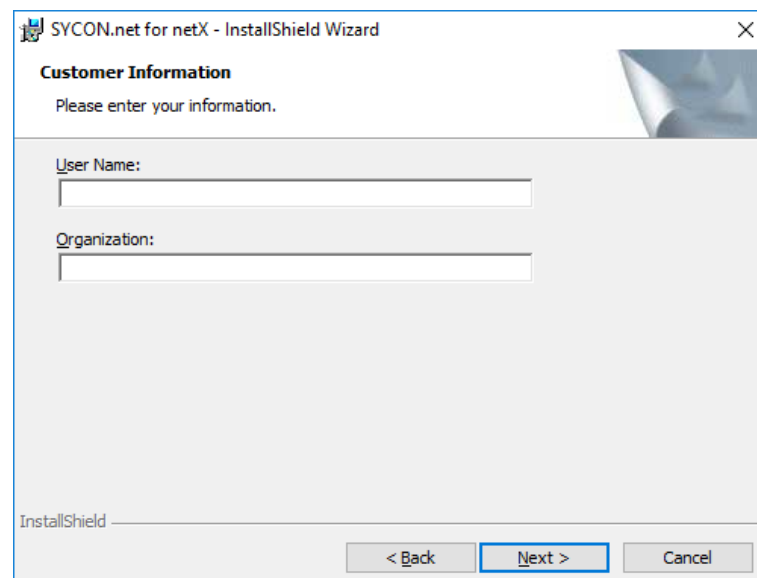 SYCON.net for netX - InstallShield Wizard
Customer Information
Please enter your information.
User Name:
Organization:
InstallShield
< Back Next > Cancel